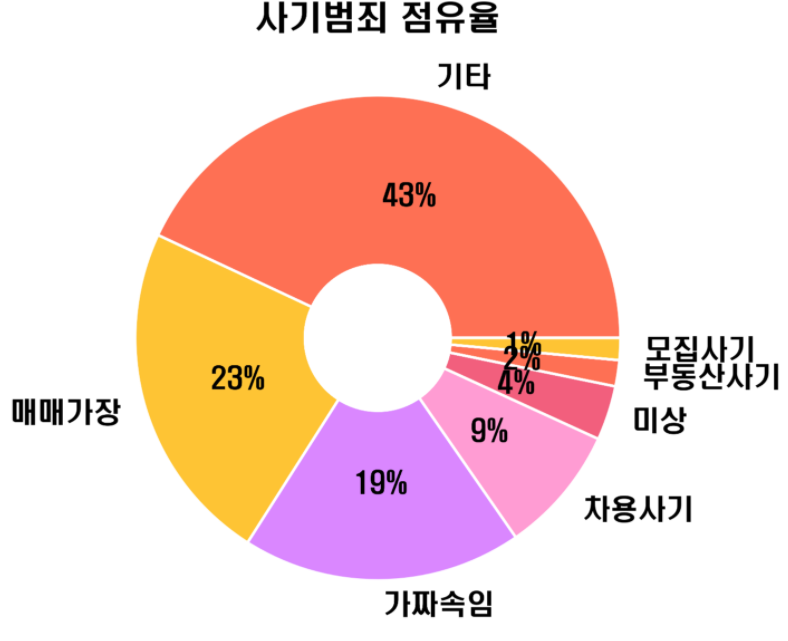 사기범죄 점유율
기타
43%
23%
매매가장
19%
가짜속임
9%
차용사기
4%
미상
2%
부동산사기
1%
모집사기